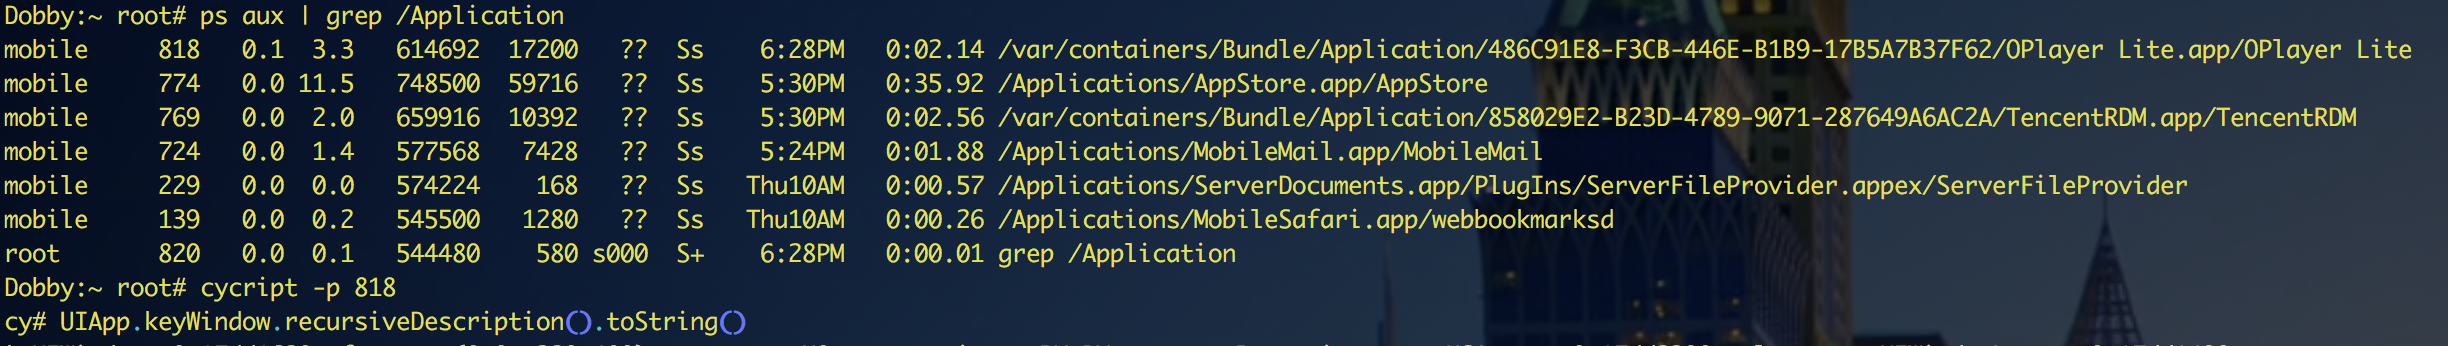 Dobby:~ root# ps aux | grep /Application
mobile 818 0.1 3.3 614692 17200 ?? Ss 6:28PM 0:02.14 /var/containers/Bundle/Application/486C91E8-F3CB-446E-B1B9-17B5A7B37F62/OPlayer Lite.app/OPlayer Lite
mobile 774 0.0 11.5 748500 59716 ?? Ss 5:30PM 0:35.92 /Applications/AppStore.app/AppStore
mobile 769 0.0 2.0 659916 10392 ?? Ss 5:30PM 0:02.56 /var/containers/Bundle/Application/858029E2-B23D-4789-9071-287649A6AC2A/TencentRDM.app/TencentRDM
mobile 724 0.0 1.4 577568 7428 ?? Ss 5:24PM 0:01.88 /Applications/MobileMail.app/MobileMail
mobile 229 0.0 0.0 574224 168 ?? Ss Thu10AM 0:00.57 /Applications/ServerDocuments.app/PlugIns/ServerFileProvider.appex/ServerFileProvider
mobile 139 0.0 0.2 545500 1280 ?? Ss Thu10AM 0:00.26 /Applications/MobileSafari.app/webbookmarksd
root 820 0.0 0.1 544480 580 s000 S+ 6:28PM 0:00.01 grep /Application
Dobby:~ root# cycript -p 818
cy# UIApp.keyWindow.recursiveDescription().toString()